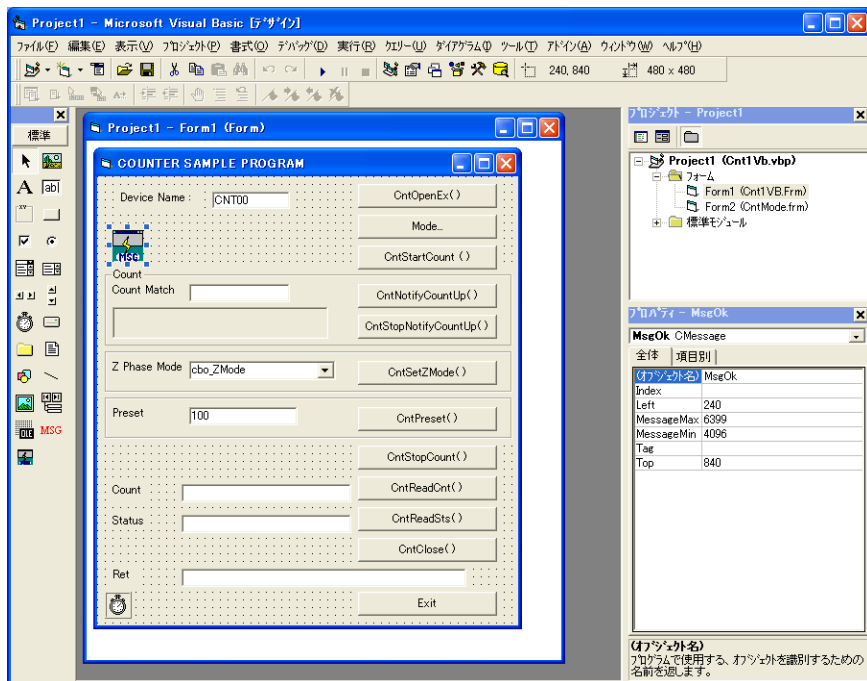 Project1 - Microsoft Visual Basic [ﾃﾞｻﾞｲﾝ]
ﾌｧｲﾙ(F) 編集(E) 表示(V) ﾌﾟﾛｼﾞｪｸﾄ(P) 書式(O) ﾃﾞﾊﾞｯｸﾞ(D) 実行(R) ｸｴﾘｰ(U) ﾀﾞｲｱｸﾞﾗﾑ(I) ﾂｰﾙ(T) ｱﾄﾞｲﾝ(A) ｳｨﾝﾄﾞｳ(W) ﾍﾙﾌﾟ(H)
240, 840
480 x 480
標準
A
ab
xv
OLE
MSG
Project1 - Form1 (Form)
COUNTER SAMPLE PROGRAM
Device Name :
CNT00
CntOpenEx()
Mode...
MSG
CntStartCount ()
Count
Count Match
CntNotifyCountUp()
CntStopNotifyCountUp()
Z Phase Mode
cbo_ZMode
CntSetZMode()
Preset
100
CntPreset()
CntStopCount()
Count
CntReadCnt()
Status
CntReadSts()
CntClose()
Ret
Exit
ﾌﾟﾛｼﾞｪｸﾄ - Project1
Project1 (Cnt1Vb.vbp)
ﾌｫｰﾑ
Form1 (Cnt1VB.Frm)
Form2 (CntMode.frm)
標準ﾓｼﾞｭｰﾙ
ﾌﾟﾛﾊﾟﾃｨ - MsgOk
MsgOk CMessage
全体
項目別
(ｵﾌﾞｼﾞｪｸﾄ名) MsgOk
Index
Left 240
MessageMax 6399
MessageMin 4096
Tag
Top 840
(ｵﾌﾞｼﾞｪｸﾄ名)
ﾌﾟﾛｸﾞﾗﾑで使用する、ｵﾌﾞｼﾞｪｸﾄを識別するための
名前を返します。